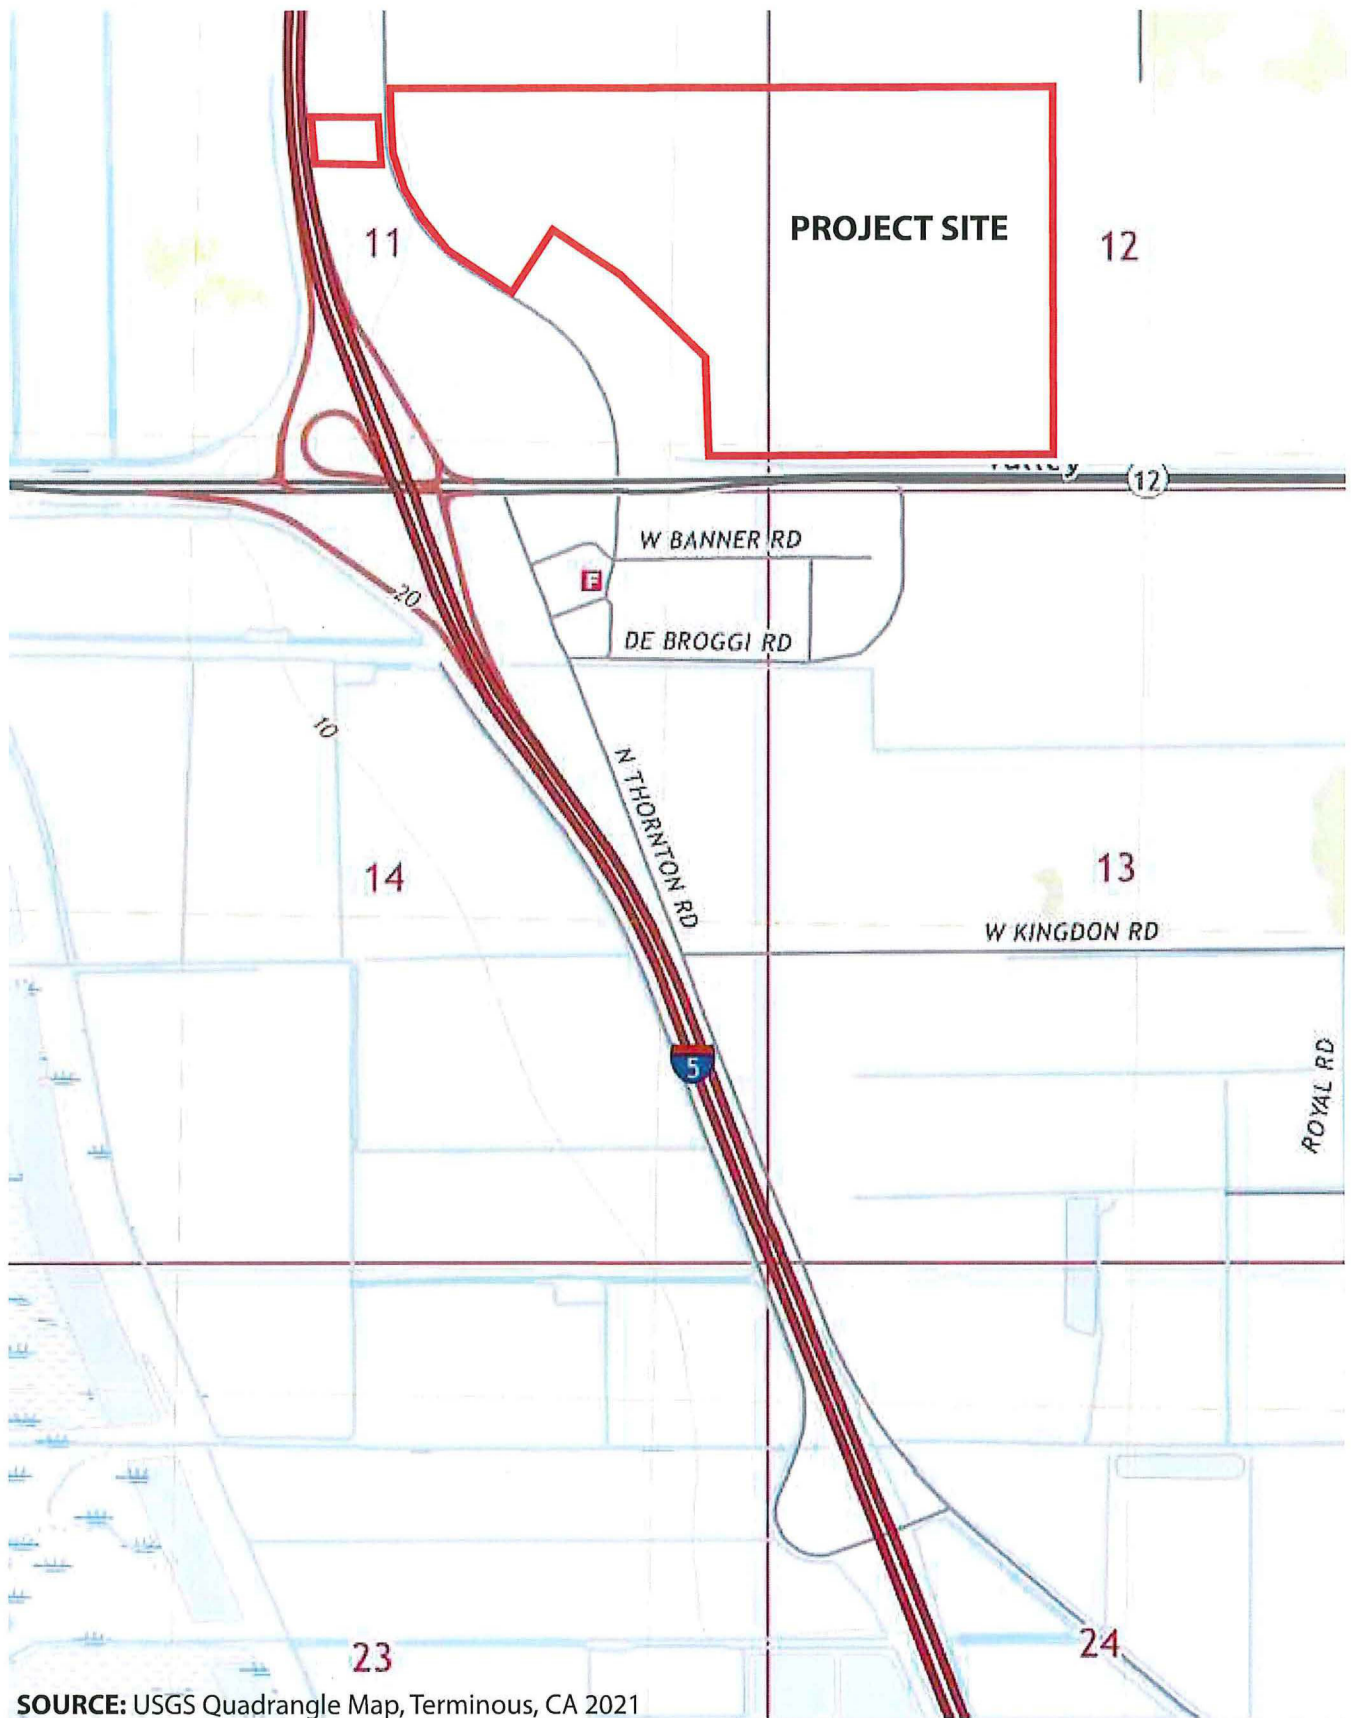 PROJECT SITE
11
12
12
W BANNER RD
F
20
DE BROGGI RD
10
N THORNTON RD
14
13
W KINGDON RD
5
ROYAL RD
23
24
SOURCE: USGS Quadrangle Map, Terminous, CA 2021